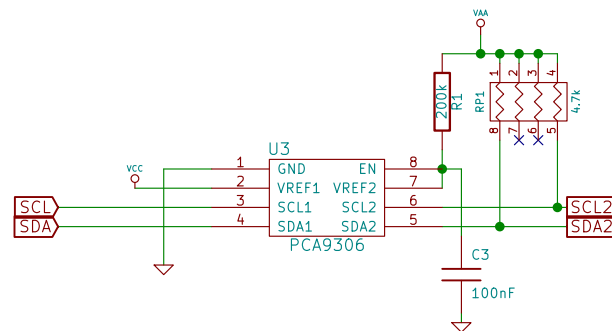 VAA
1 2 3 4
RP1
4.7k
8 7 6 5
200k
R1
U3
VCC
1 GND EN 8
2 VREF1 VREF2 7
SCL 3 SCL1 SCL2 6 SCL2
SDA 4 SDA1 SDA2 5 SDA2
PCA9306
C3
100nF